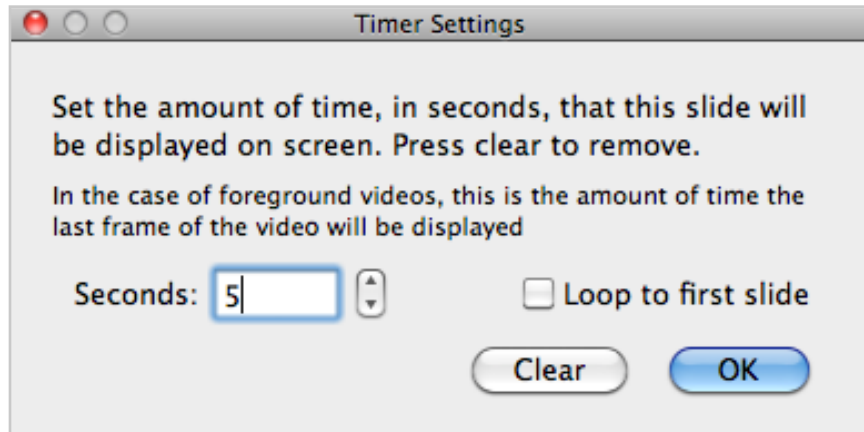 Timer Settings
Set the amount of time, in seconds, that this slide will
be displayed on screen. Press clear to remove.
In the case of foreground videos, this is the amount of time the
last frame of the video will be displayed
Seconds: 5 Loop to first slide
Clear OK